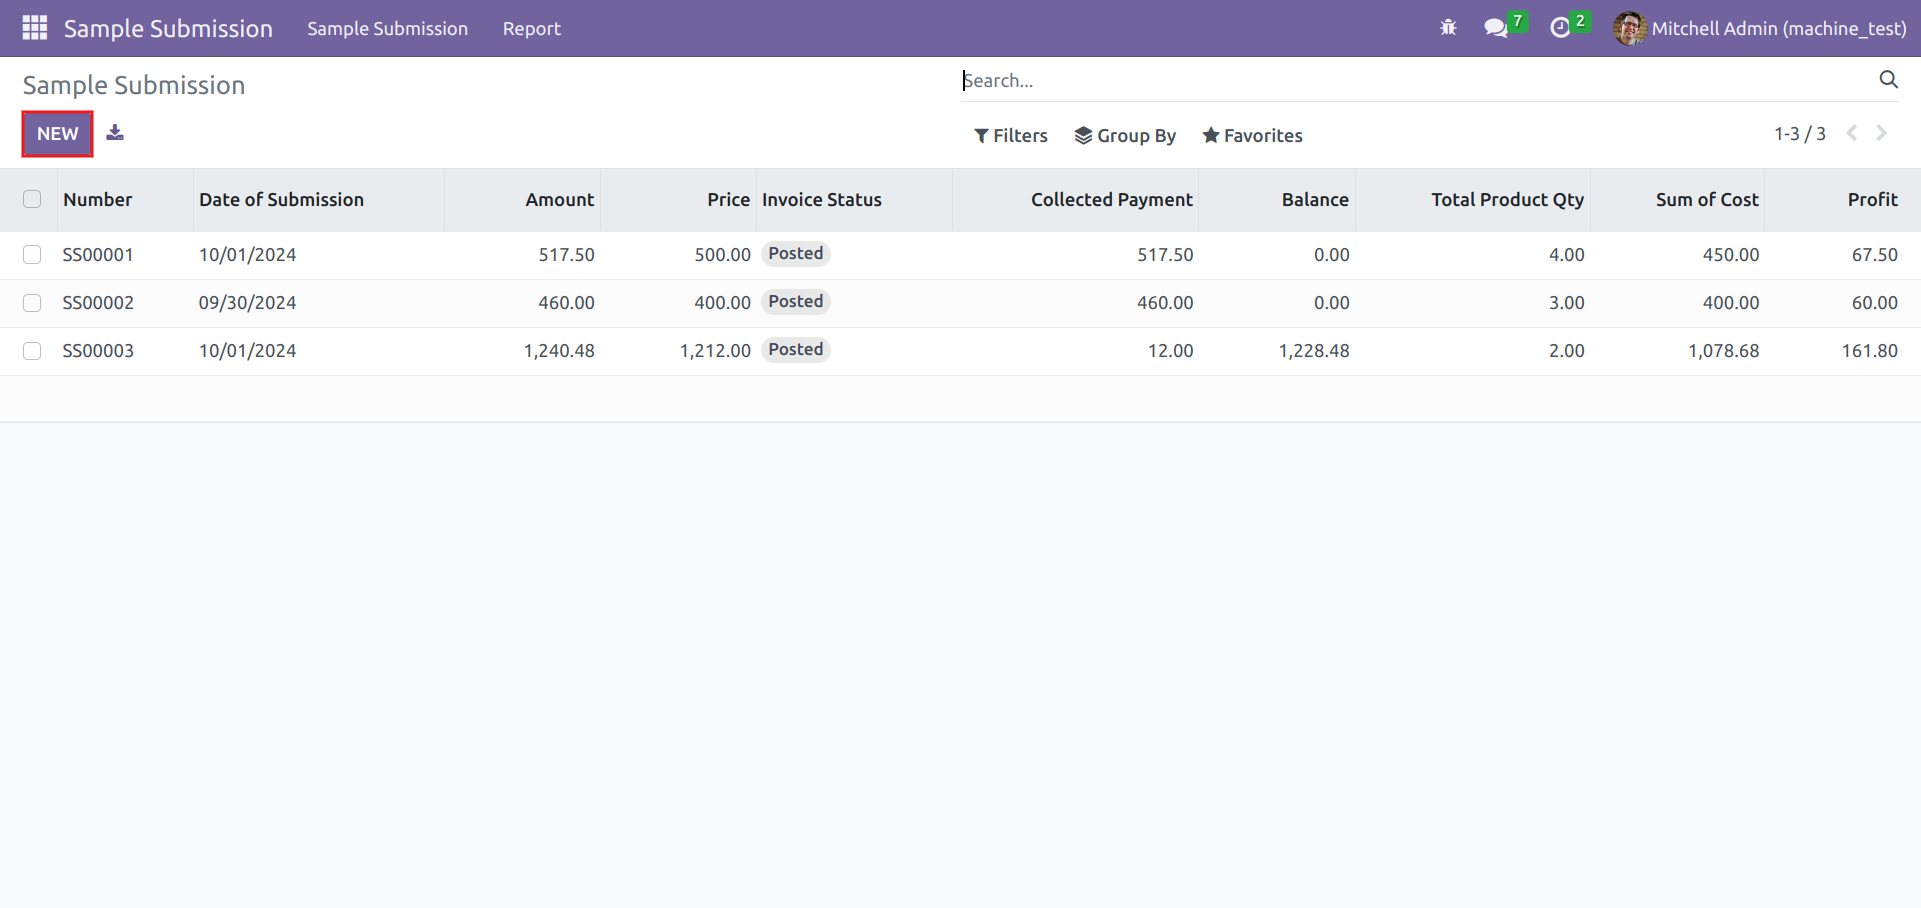 Sample Submission Sample Submission Report 7 2 Mitchell Admin (machine_test)
Sample Submission Search...
NEW Filters Group By Favorites 1-3 / 3
Number Date of Submission Amount Price Invoice Status Collected Payment Balance Total Product Qty Sum of Cost Profit
SS00001 10/01/2024 517.50 500.00 Posted 517.50 0.00 4.00 450.00 67.50
SS00002 09/30/2024 460.00 400.00 Posted 460.00 0.00 3.00 400.00 60.00
SS00003 10/01/2024 1,240.48 1,212.00 Posted 12.00 1,228.48 2.00 1,078.68 161.80